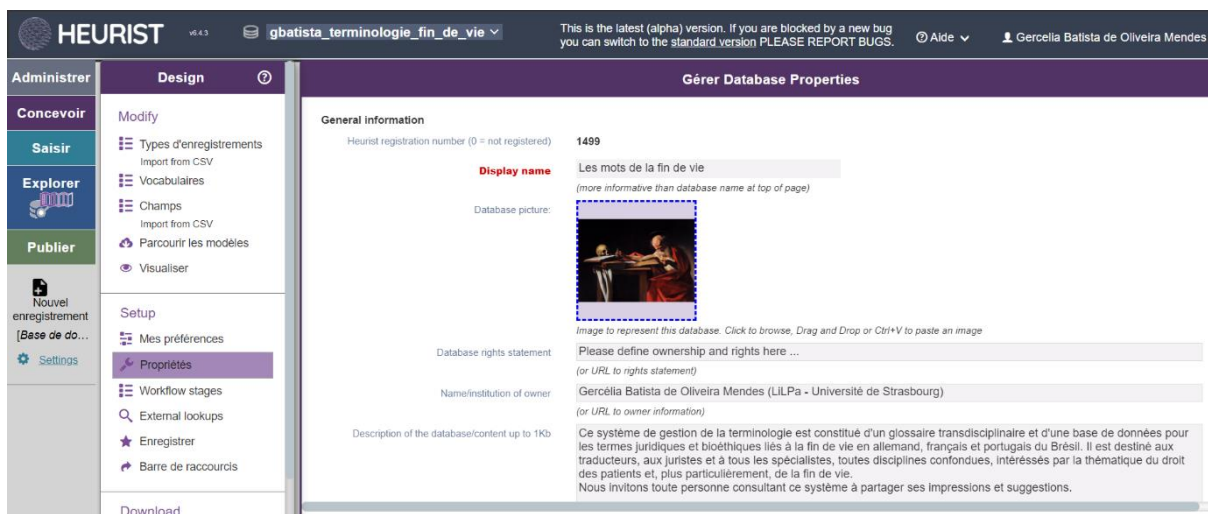 HEURIST v6.4.3 gbatista_terminologie_fin_de_vie
This is the latest (alpha) version. If you are blocked by a new bug
you can switch to the standard version PLEASE REPORT BUGS.
Aide
Gercelia Batista de Oliveira Mendes
Administrer
Concevoir
Saisir
Explorer
Publier
Nouvel
enregistrement
[Base de do...
Settings
Design
Modify
Types d'enregistrements
Import from CSV
Vocabulaires
Champs
Import from CSV
Parcourir les modèles
Visualiser
Setup
Mes préférences
Propriétés
Workflow stages
External lookups
Enregistrer
Barre de raccourcis
Download
Gérer Database Properties
General information
Heurist registration number (0 = not registered) 1499
Display name Les mots de la fin de vie
(more informative than database name at top of page)
Database picture:
Image to represent this database. Click to browse, Drag and Drop or Ctrl+V to paste an image
Database rights statement Please define ownership and rights here ...
(or URL to rights statement)
Name/institution of owner Gercélia Batista de Oliveira Mendes (LiLPa - Université de Strasbourg)
(or URL to owner information)
Description of the database/content up to 1Kb Ce système de gestion de la terminologie est constitué d'un glossaire transdisciplinaire et d'une base de données pour
les termes juridiques et bioéthiques liés à la fin de vie en allemand, français et portugais du Brésil. Il est destiné aux
traducteurs, aux juristes et à tous les spécialistes, toutes disciplines confondues, intéréssés par la thématique du droit
des patients et, plus particulièrement, de la fin de vie.
Nous invitons toute personne consultant ce système à partager ses impressions et suggestions.